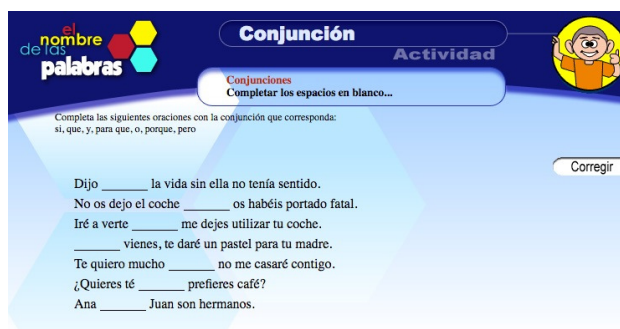 el
nombre
de las
palabras
Conjunción
Actividad
Conjunciones
Completar los espacios en blanco...
Completa las siguientes oraciones con la conjunción que corresponda:
si, que, y, para que, o, porque, pero
Corregir
Dijo _______ la vida sin ella no tenía sentido.
No os dejo el coche _______ os habéis portado fatal.
Iré a verte _______ me dejes utilizar tu coche.
_______ vienes, te daré un pastel para tu madre.
Te quiero mucho _______ no me casaré contigo.
¿Quieres té _______ prefieres café?
Ana _______ Juan son hermanos.